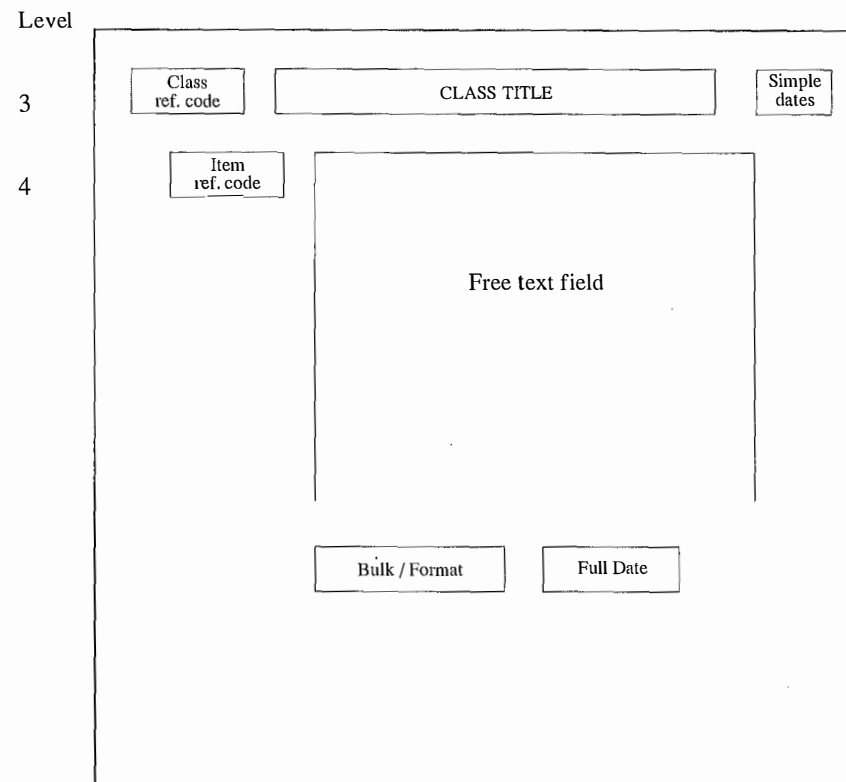 Level
3
Class
ref. code
CLASS TITLE
Simple
dates
4
Item
ref. code
Free text field
Bulk / Format
Full Date